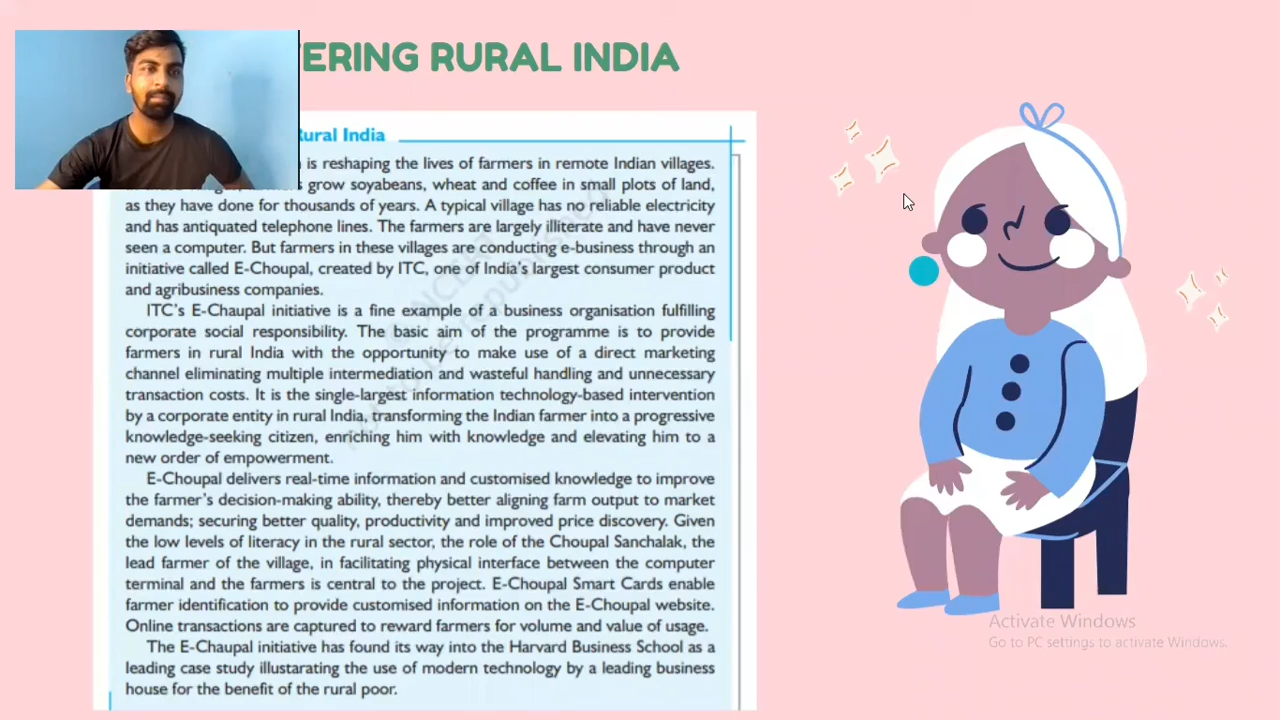 ERING RURAL INDIA
Rural India
is reshaping the lives of farmers in remote Indian villages.
grow soyabeans, wheat and coffee in small plots of land,
as they have done for thousands of years. A typical village has no reliable electricity
and has antiquated telephone lines. The farmers are largely illiterate and have never
seen a computer. But farmers in these villages are conducting e-business through an
initiative called E-Choupal, created by ITC, one of India's largest consumer product
and agribusiness companies.
ITC's E-Chaupal initiative is a fine example of a business organisation fulfilling
corporate social responsibility. The basic aim of the programme is to provide
farmers in rural India with the opportunity to make use of a direct marketing
channel eliminating multiple intermediation and wasteful handling and unnecessary
transaction costs. It is the single-largest information technology-based intervention
by a corporate entity in rural India, transforming the Indian farmer into a progressive
knowledge-seeking citizen, enriching him with knowledge and elevating him to a
new order of empowerment.
E-Choupal delivers real-time information and customised knowledge to improve
the farmer's decision-making ability, thereby better aligning farm output to market
demands; securing better quality, productivity and improved price discovery. Given
the low levels of literacy in the rural sector, the role of the Choupal Sanchalak, the
lead farmer of the village, in facilitating physical interface between the computer
terminal and the farmers is central to the project. E-Choupal Smart Cards enable
farmer identification to provide customised information on the E-Choupal website.
Online transactions are captured to reward farmers for volume and value of usage.
The E-Chaupal initiative has found its way into the Harvard Business School as a
leading case study illustarating the use of modern technology by a leading business
house for the benefit of the rural poor.
Activate Windows
Go to PC settings to activate Windows.